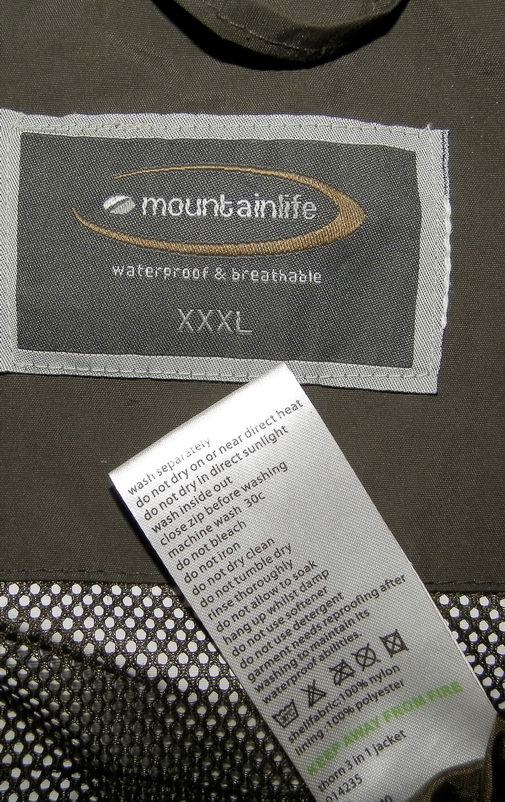 mountainlife
waterproof & breathable
XXXL
wash separately
do not dry on or near direct heat
do not dry in direct sunlight
wash inside out
close zip before washing
machine wash 30c
do not bleach
do not iron
do not dry clean
do not tumble dry
rinse thoroughly
do not allow to soak
hang up whilst damp
do not use softener
do not use detergent
garment needs reproofing after
washing to maintain its
waterproof abilities.
shellfabric:100% nylon
lining :100% polyester
KEEP AWAY FROM FIRE
thorn 3 in 1 jacket
014235